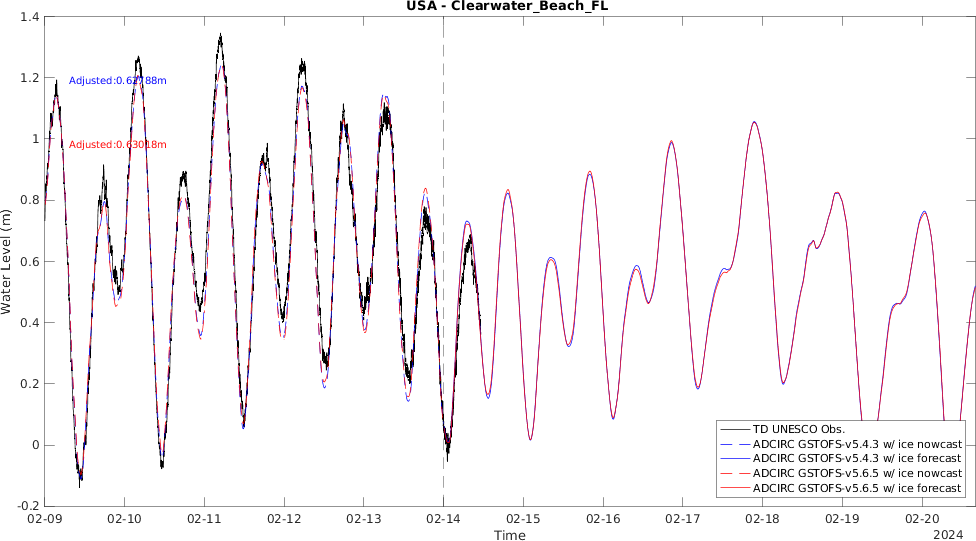 USA - Clearwater_Beach_FL
1.4
1.2
1
0.8
0.6
0.4
0.2
0
-0.2
Water Level (m)
Adjusted:0.62788m
Adjusted:0.63018m
TD UNESCO Obs.
ADCIRC GSTOFS-v5.4.3 w/ ice nowcast
ADCIRC GSTOFS-v5.4.3 w/ ice forecast
ADCIRC GSTOFS-v5.6.5 w/ ice nowcast
ADCIRC GSTOFS-v5.6.5 w/ ice forecast
02-09 02-10 02-11 02-12 02-13 02-14 02-15 02-16 02-17 02-18 02-19 02-20
Time
2024